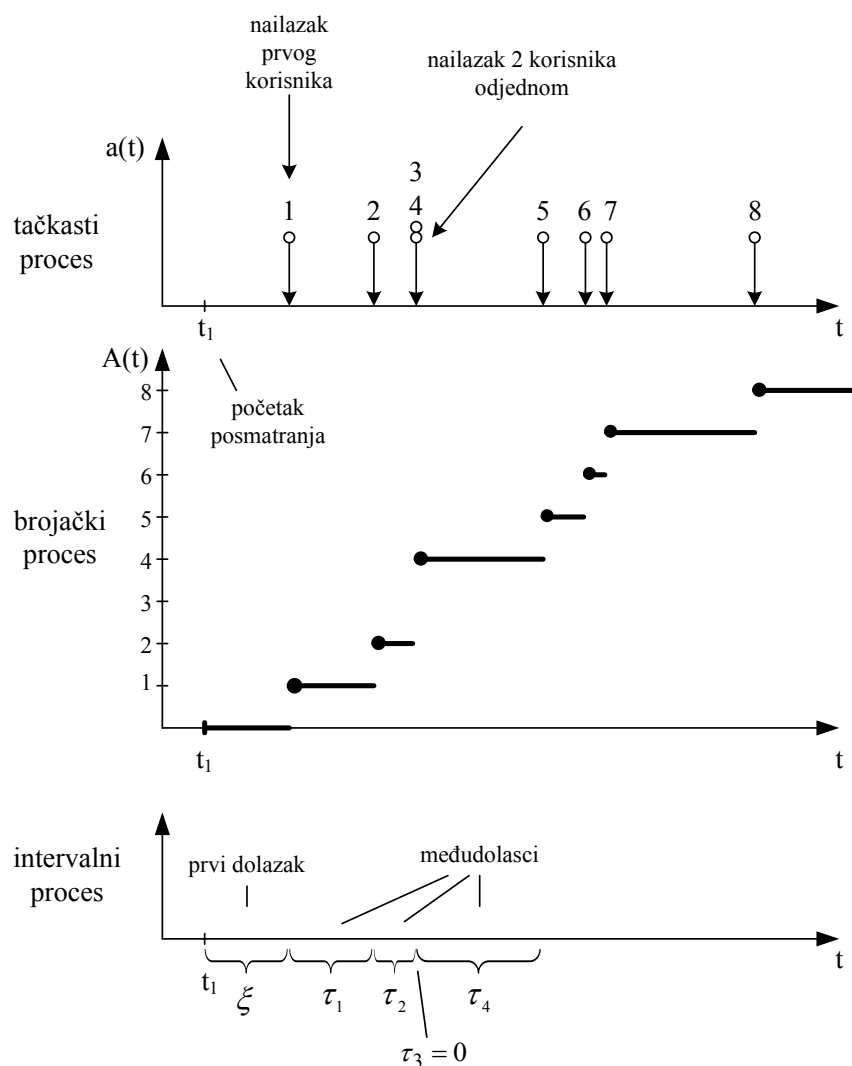 nailazak
prvog
korisnika
nailazak 2 korisnika
odjednom
a(t)
tačkasti
proces
1
2
3
4
5
6
7
8
t₁
t
A(t)
početak
posmatranja
brojački
proces
8
7
6
5
4
3
2
1
t₁
t
intervalni
proces
prvi dolazak
međudolasci
t₁
t
ξ
τ₁
τ₂
τ₄
τ₃ = 0